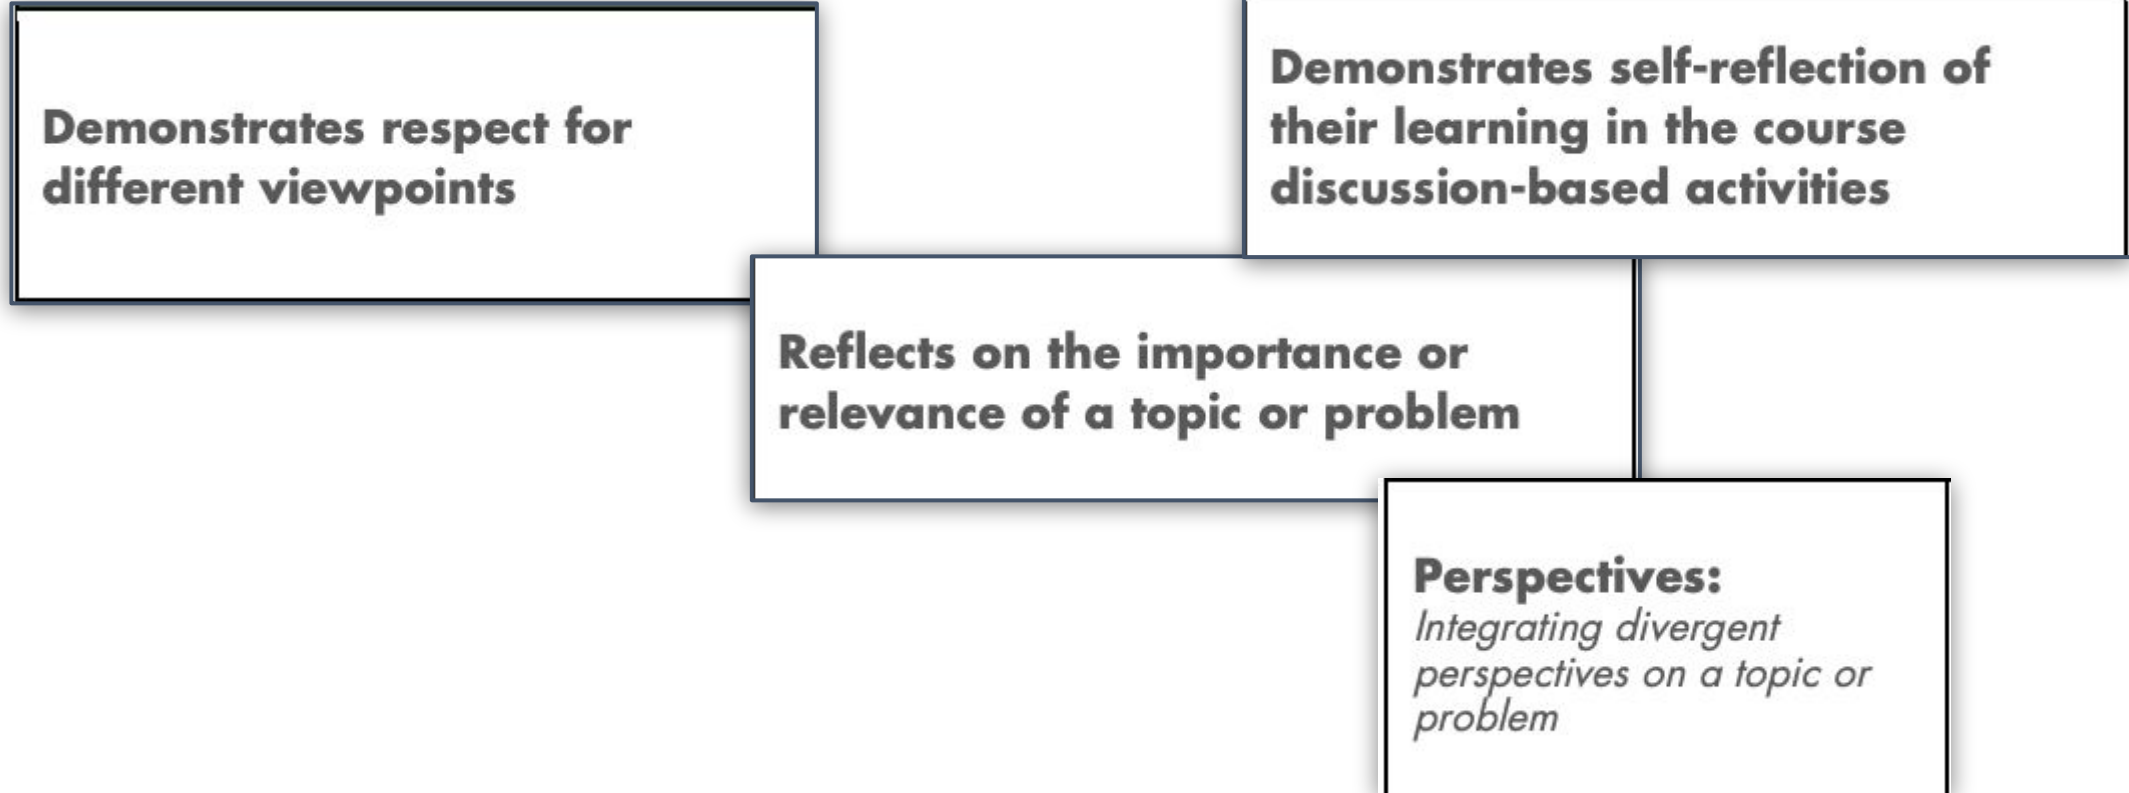 Demonstrates respect for
different viewpoints
Demonstrates self-reflection of
their learning in the course
discussion-based activities
Reflects on the importance or
relevance of a topic or problem
Perspectives:
Integrating divergent
perspectives on a topic or
problem